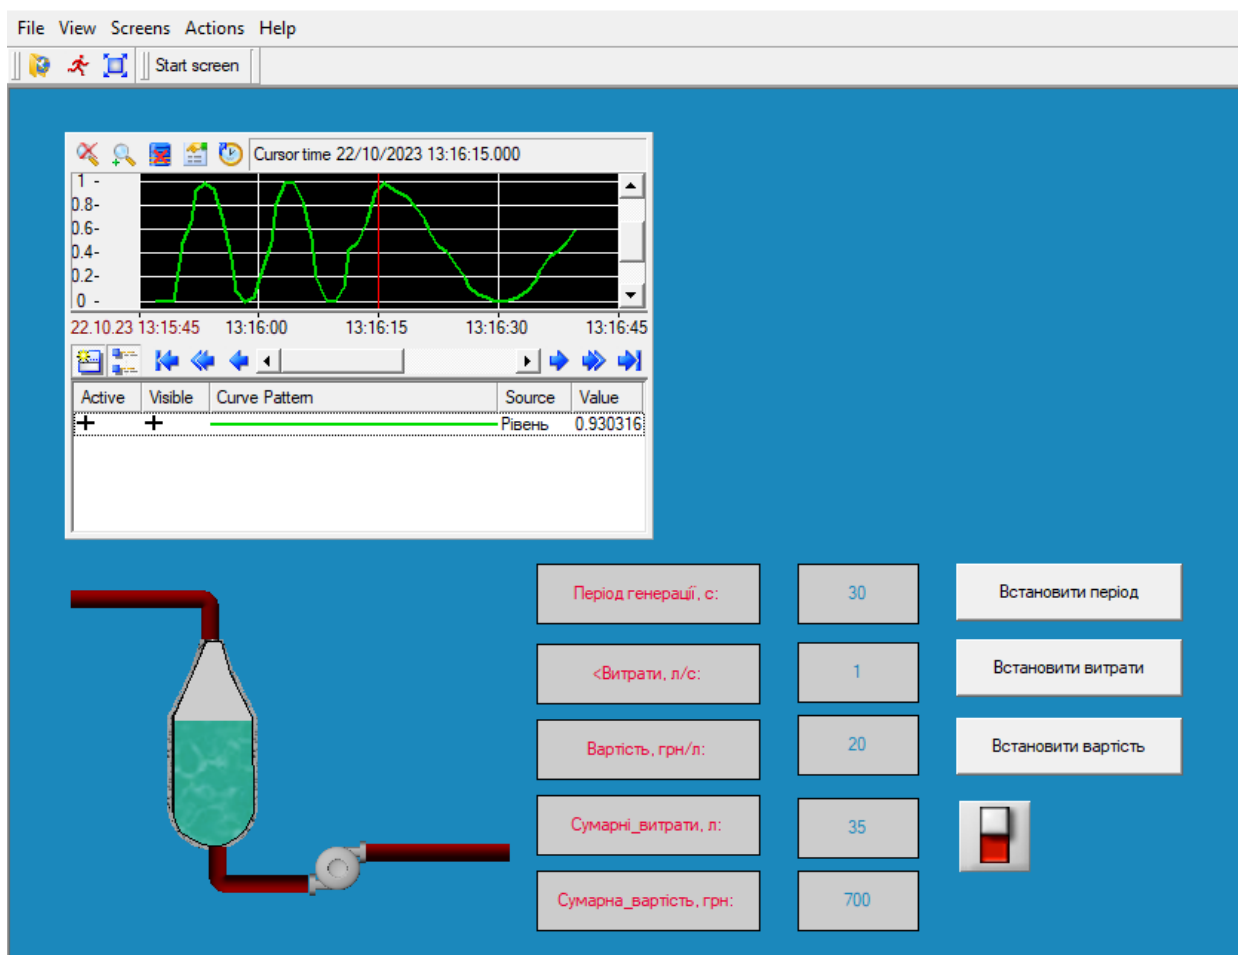 File View Screens Actions Help
Start screen
Cursor time 22/10/2023 13:16:15.000
1 -
0.8-
0.6-
0.4-
0.2-
0 -
22.10.23 13:15:45 13:16:00 13:16:15 13:16:30 13:16:45
Active Visible Curve Pattern Source Value
Рівень 0.930316
Період генерації, с: 30 Встановити період
<Витрати, л/с: 1 Встановити витрати
Вартість, грн/л: 20 Встановити вартість
Сумарні_витрати, л: 35
Сумарна_вартість, грн: 700